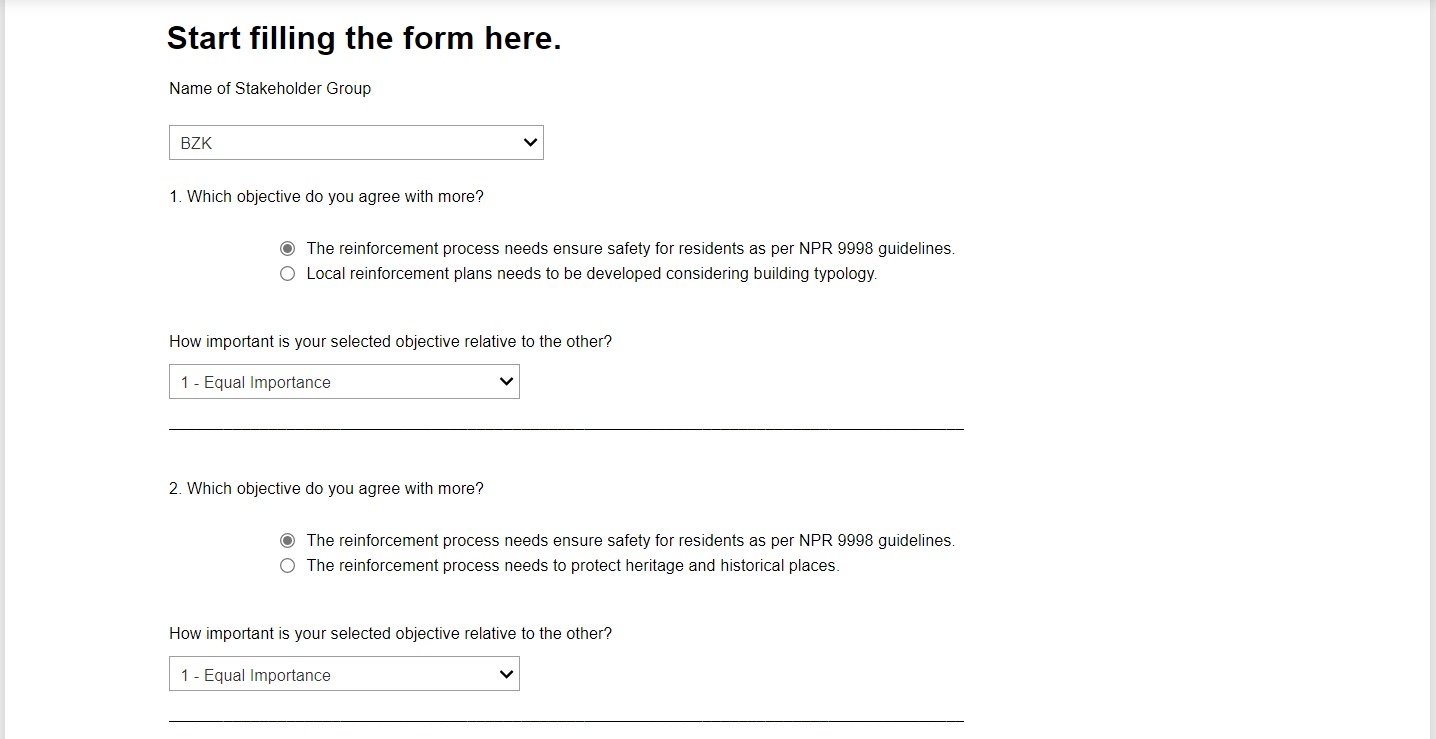 Start filling the form here.
Name of Stakeholder Group
BZK
1. Which objective do you agree with more?
The reinforcement process needs ensure safety for residents as per NPR 9998 guidelines.
Local reinforcement plans needs to be developed considering building typology.
How important is your selected objective relative to the other?
1 - Equal Importance
2. Which objective do you agree with more?
The reinforcement process needs ensure safety for residents as per NPR 9998 guidelines.
The reinforcement process needs to protect heritage and historical places.
How important is your selected objective relative to the other?
1 - Equal Importance